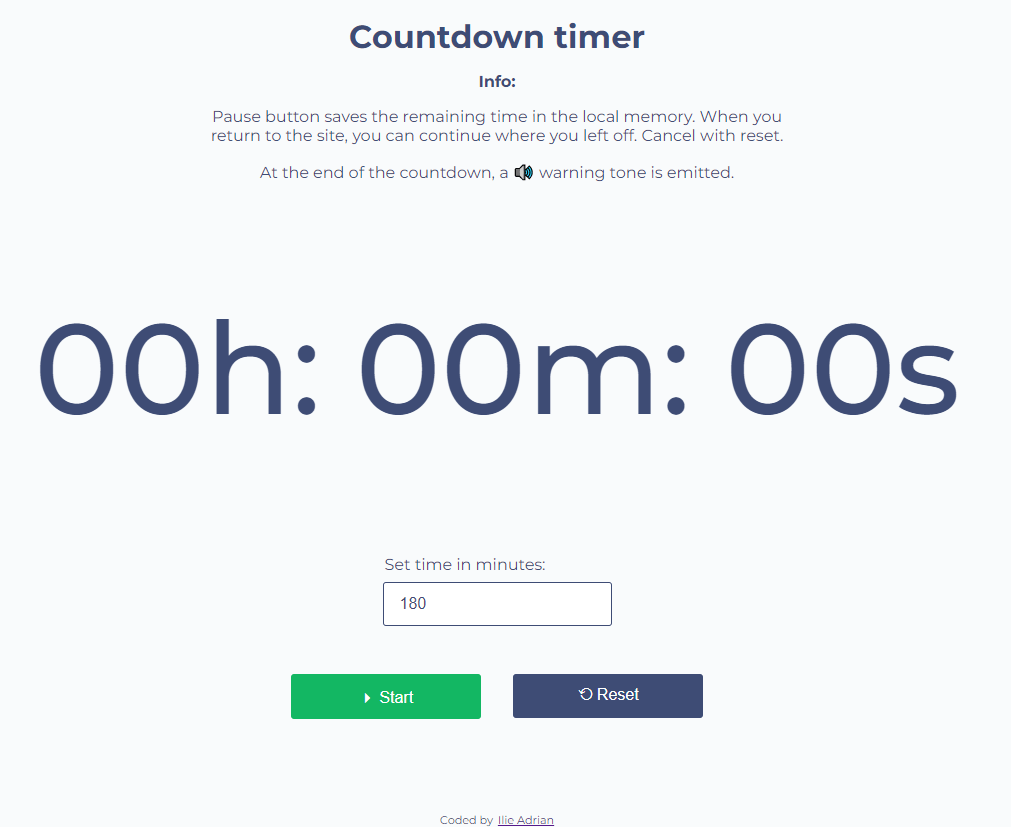 Countdown timer
Info:
Pause button saves the remaining time in the local memory. When you
return to the site, you can continue where you left off. Cancel with reset.
At the end of the countdown, a 🔊 warning tone is emitted.
00h: 00m: 00s
Set time in minutes:
180
Start
Reset
Coded by Ilie Adrian